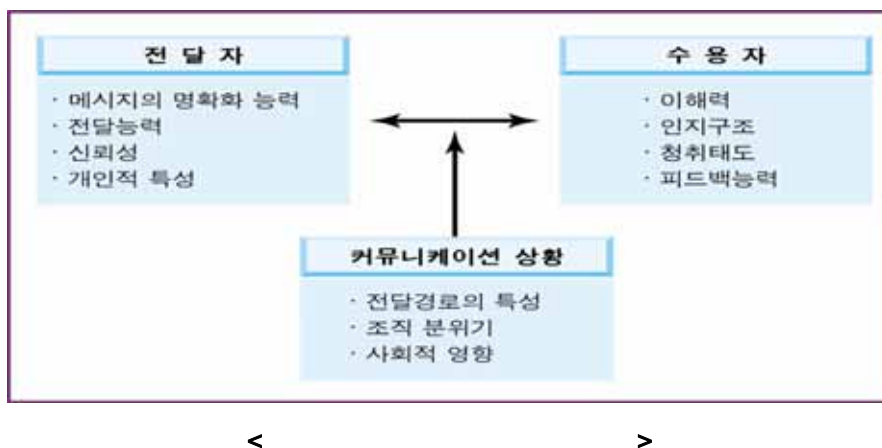 전 달 자
· 메시지의 명확화 능력
· 전달능력
· 신뢰성
· 개인적 특성
수 용 자
· 이해력
· 인지구조
· 청취태도
· 피드백능력
커뮤니케이션 상황
· 전달경로의 특성
· 조직 분위기
· 사회적 영향
< >